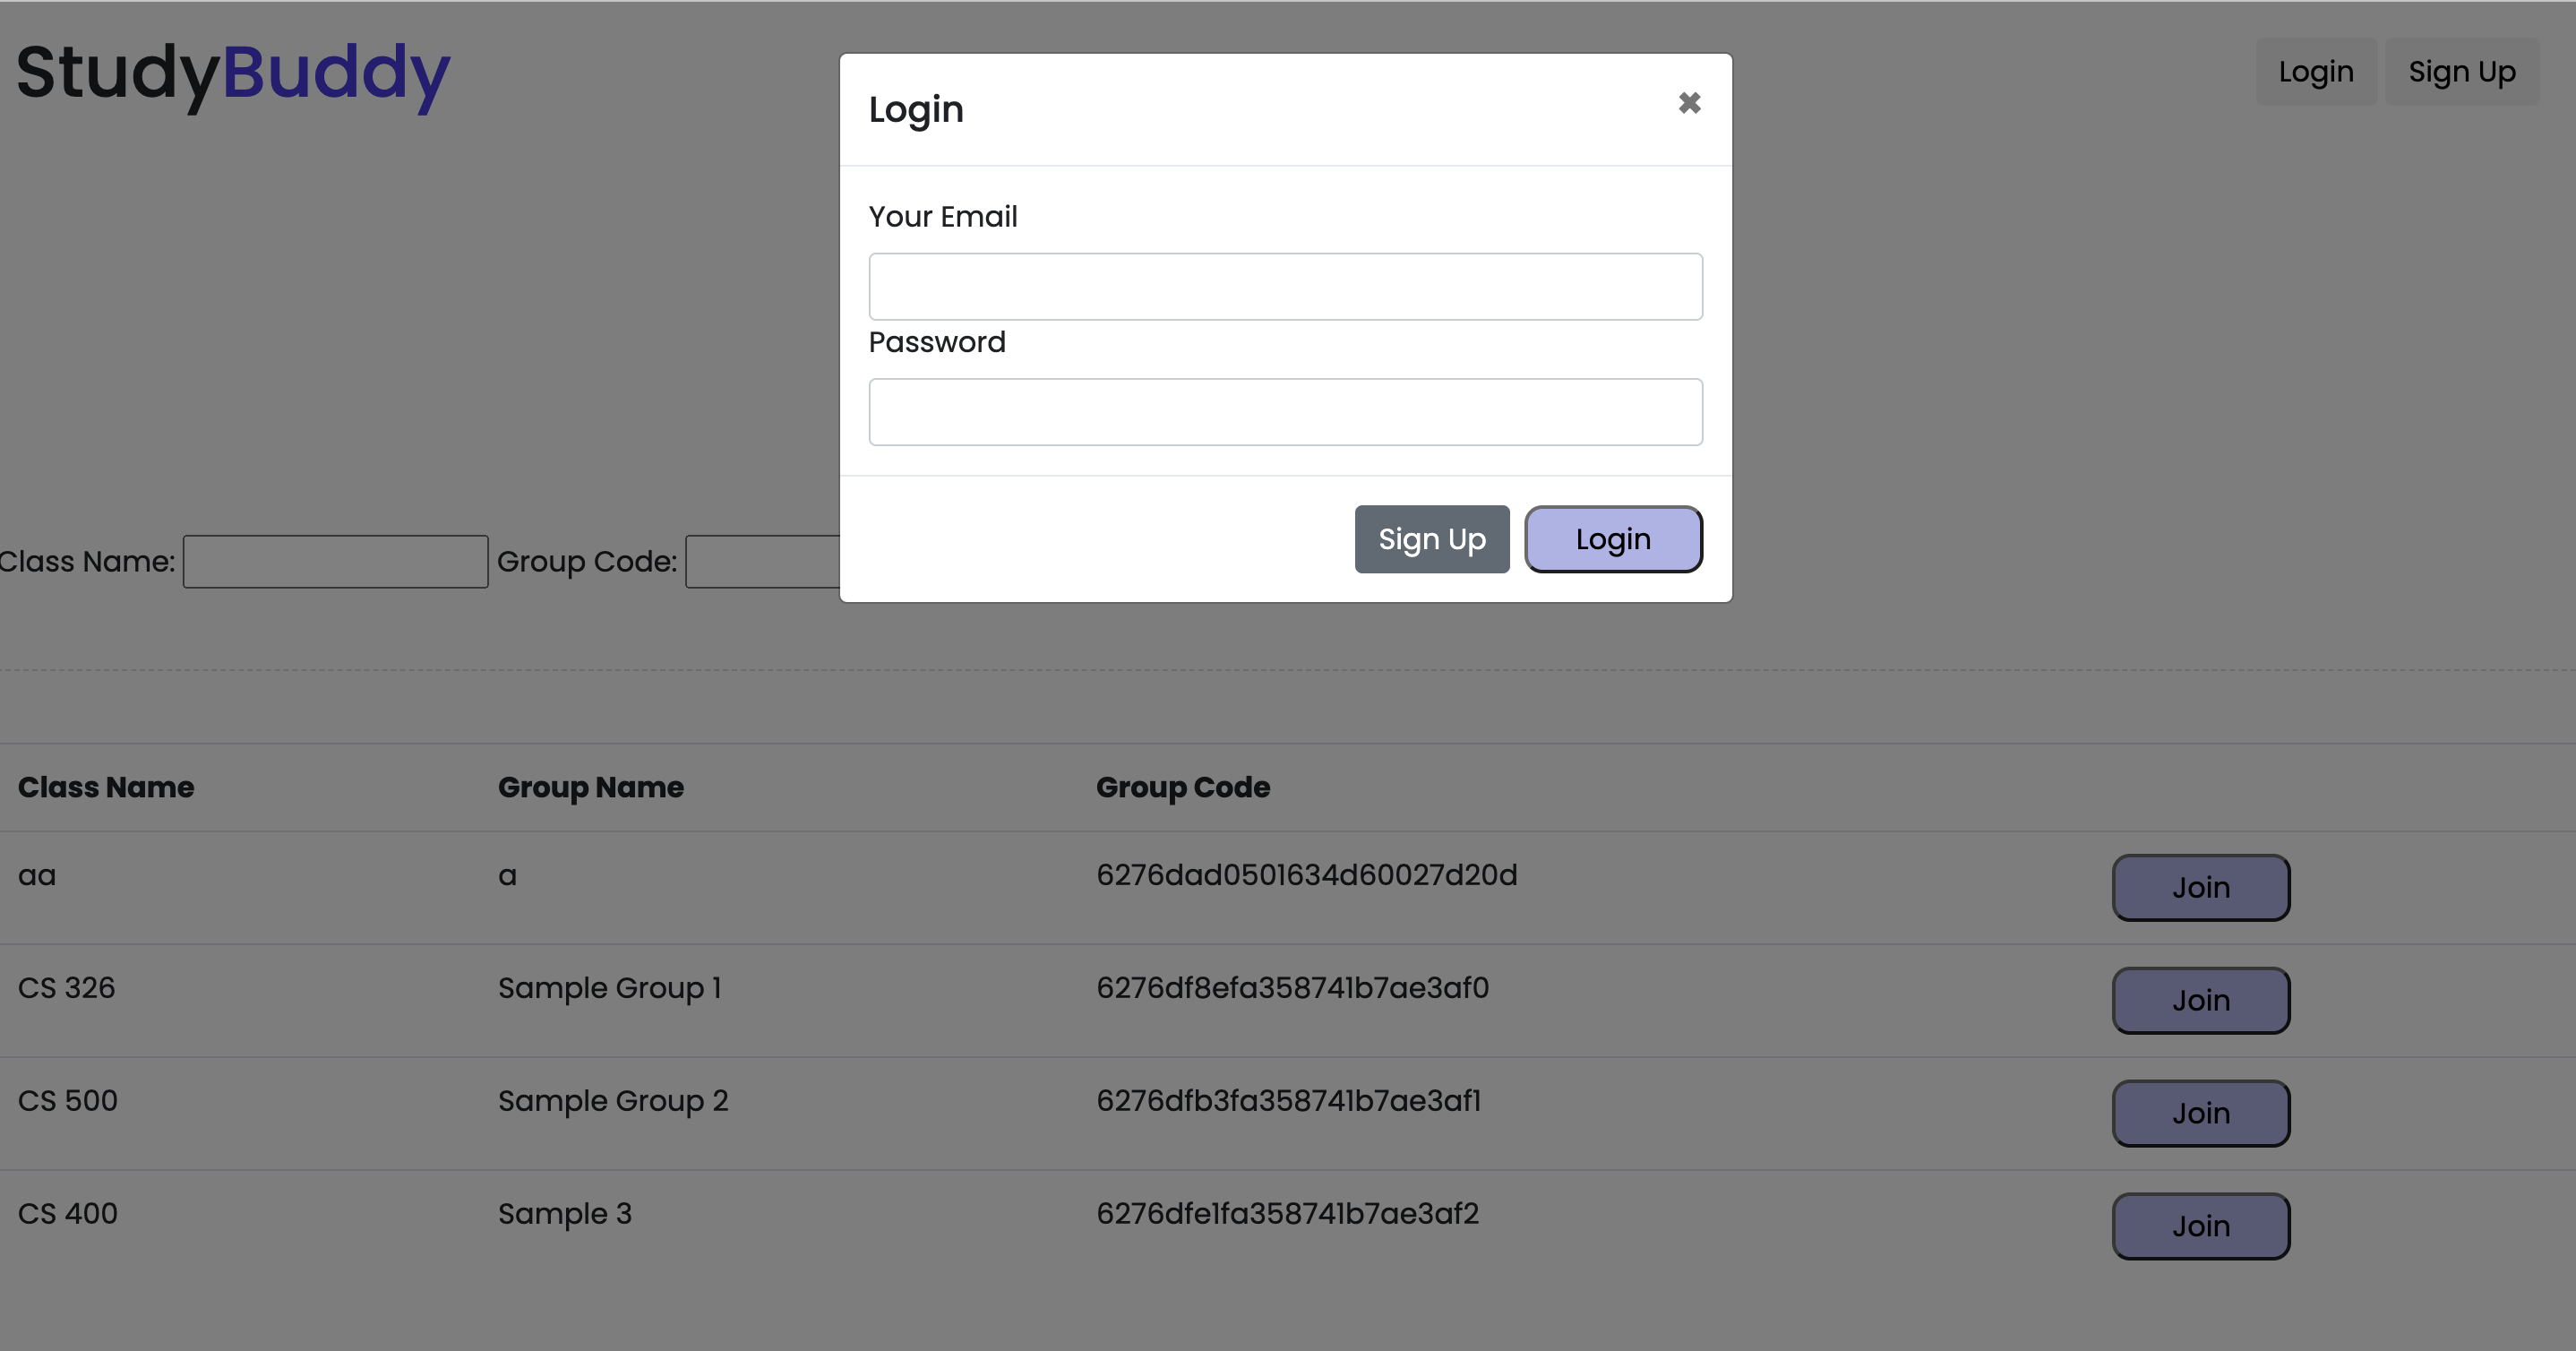 StudyBuddy
Login Sign Up
Login ✖
Your Email
Password
Sign Up Login
Class Name: Group Code:
Class Name Group Name Group Code
aa a 6276dad0501634d60027d20d Join
CS 326 Sample Group 1 6276df8efa358741b7ae3af0 Join
CS 500 Sample Group 2 6276dfb3fa358741b7ae3af1 Join
CS 400 Sample 3 6276dfe1fa358741b7ae3af2 Join